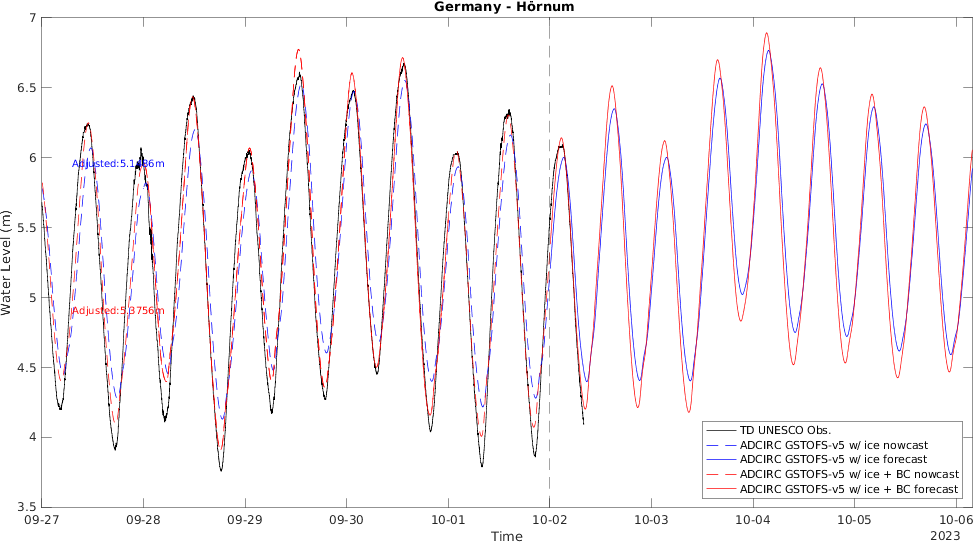 Germany - Hörnum
7
6.5
6
5.5
5
4.5
4
3.5
Water Level (m)
Adjusted:5.1486m
Adjusted:5.3756m
TD UNESCO Obs.
ADCIRC GSTOFS-v5 w/ ice nowcast
ADCIRC GSTOFS-v5 w/ ice forecast
ADCIRC GSTOFS-v5 w/ ice + BC nowcast
ADCIRC GSTOFS-v5 w/ ice + BC forecast
09-27 09-28 09-29 09-30 10-01 10-02 10-03 10-04 10-05 10-06
Time
2023